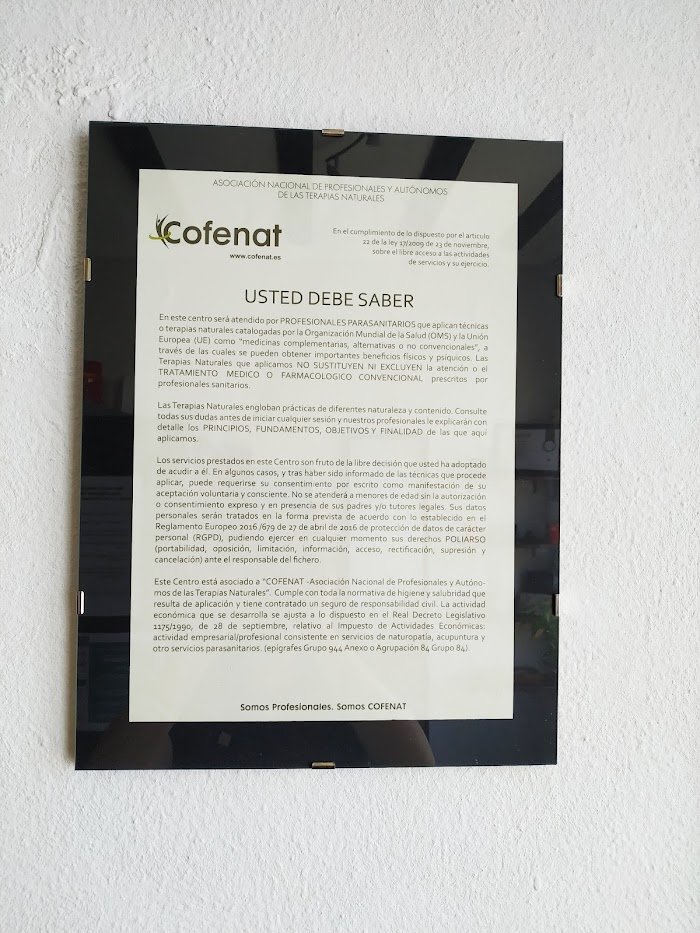 ASOCIACIÓN NACIONAL DE PROFESIONALES Y AUTÓNOMOS
DE LAS TERAPIAS NATURALES
Cofenat
www.cofenat.es
En el cumplimiento de lo dispuesto por el articulo
22 de la ley 17/2009 de 23 de noviembre,
sobre el libre acceso a las actividades
de servicios y su ejercicio.
USTED DEBE SABER
En este centro será atendido por PROFESIONALES PARASANITARIOS que aplican técnicas
o terapias naturales catalogadas por la Organización Mundial de la Salud (OMS) y la Unión
Europea (UE) como "medicinas complementarias, alternativas o no convencionales", a
través de las cuales se pueden obtener importantes beneficios físicos y psíquicos. Las
Terapias Naturales que aplicamos NO SUSTITUYEN NI EXCLUYEN la atención o el
TRATAMIENTO MEDICO O FARMACOLOGICO CONVENCIONAL prescritos por
profesionales sanitarios.
Las Terapias Naturales engloban prácticas de diferentes naturaleza y contenido. Consulte
todas sus dudas antes de iniciar cualquier sesión y nuestros profesionales le explicarán con
detalle los PRINCIPIOS, FUNDAMENTOS, OBJETIVOS Y FINALIDAD de las que aquí
aplicamos.
Los servicios prestados en este Centro son fruto de la libre decisión que usted ha adoptado
de acudir a él. En algunos casos, y tras haber sido informado de las técnicas que procede
aplicar, puede requerirse su consentimiento por escrito como manifestación de su
aceptación voluntaria y consciente. No se atenderá a menores de edad sin la autorización
o consentimiento expreso y en presencia de sus padres y/o tutores legales. Sus datos
personales serán tratados en la forma prevista de acuerdo con lo establecido en el
Reglamento Europeo 2016/679 de 27 de abril de 2016 de protección de datos de carácter
personal (RGPD), pudiendo ejercer en cualquier momento sus derechos POLIARSO
(portabilidad, oposición, limitación, información, acceso, rectificación, supresión y
cancelación) ante el responsable del fichero.
Este Centro está asociado a "COFENAT -Asociación Nacional de Profesionales y Autóno-
mos de las Terapias Naturales". Cumple con toda la normativa de higiene y salubridad que
resulta de aplicación y tiene contratado un seguro de responsabilidad civil. La actividad
económica que se desarrolla se ajusta a lo dispuesto en el Real Decreto Legislativo
1175/1990, de 28 de septiembre, relativo al Impuesto de Actividades Económicas:
actividad empresarial/profesional consistente en servicios de naturopatía, acupuntura y
otro servicios parasanitarios. (epígrafes Grupo 944 Anexo o Agrupación 84 Grupo 84).
Somos Profesionales. Somos COFENAT